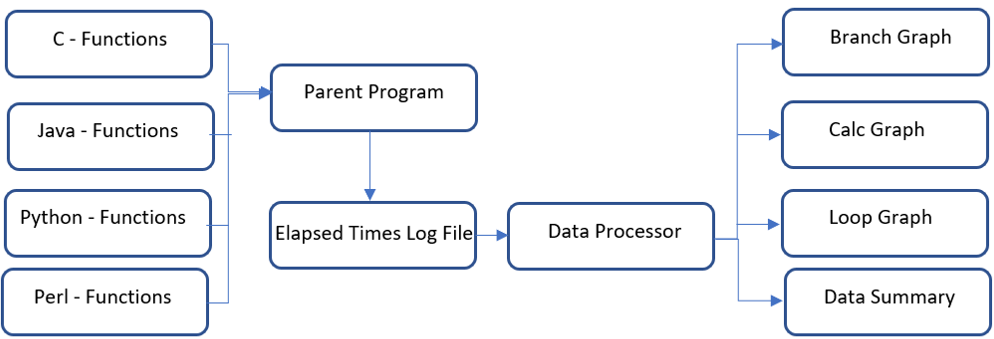 C - Functions
Java - Functions
Python - Functions
Perl - Functions
Parent Program
Elapsed Times Log File
Data Processor
Branch Graph
Calc Graph
Loop Graph
Data Summary